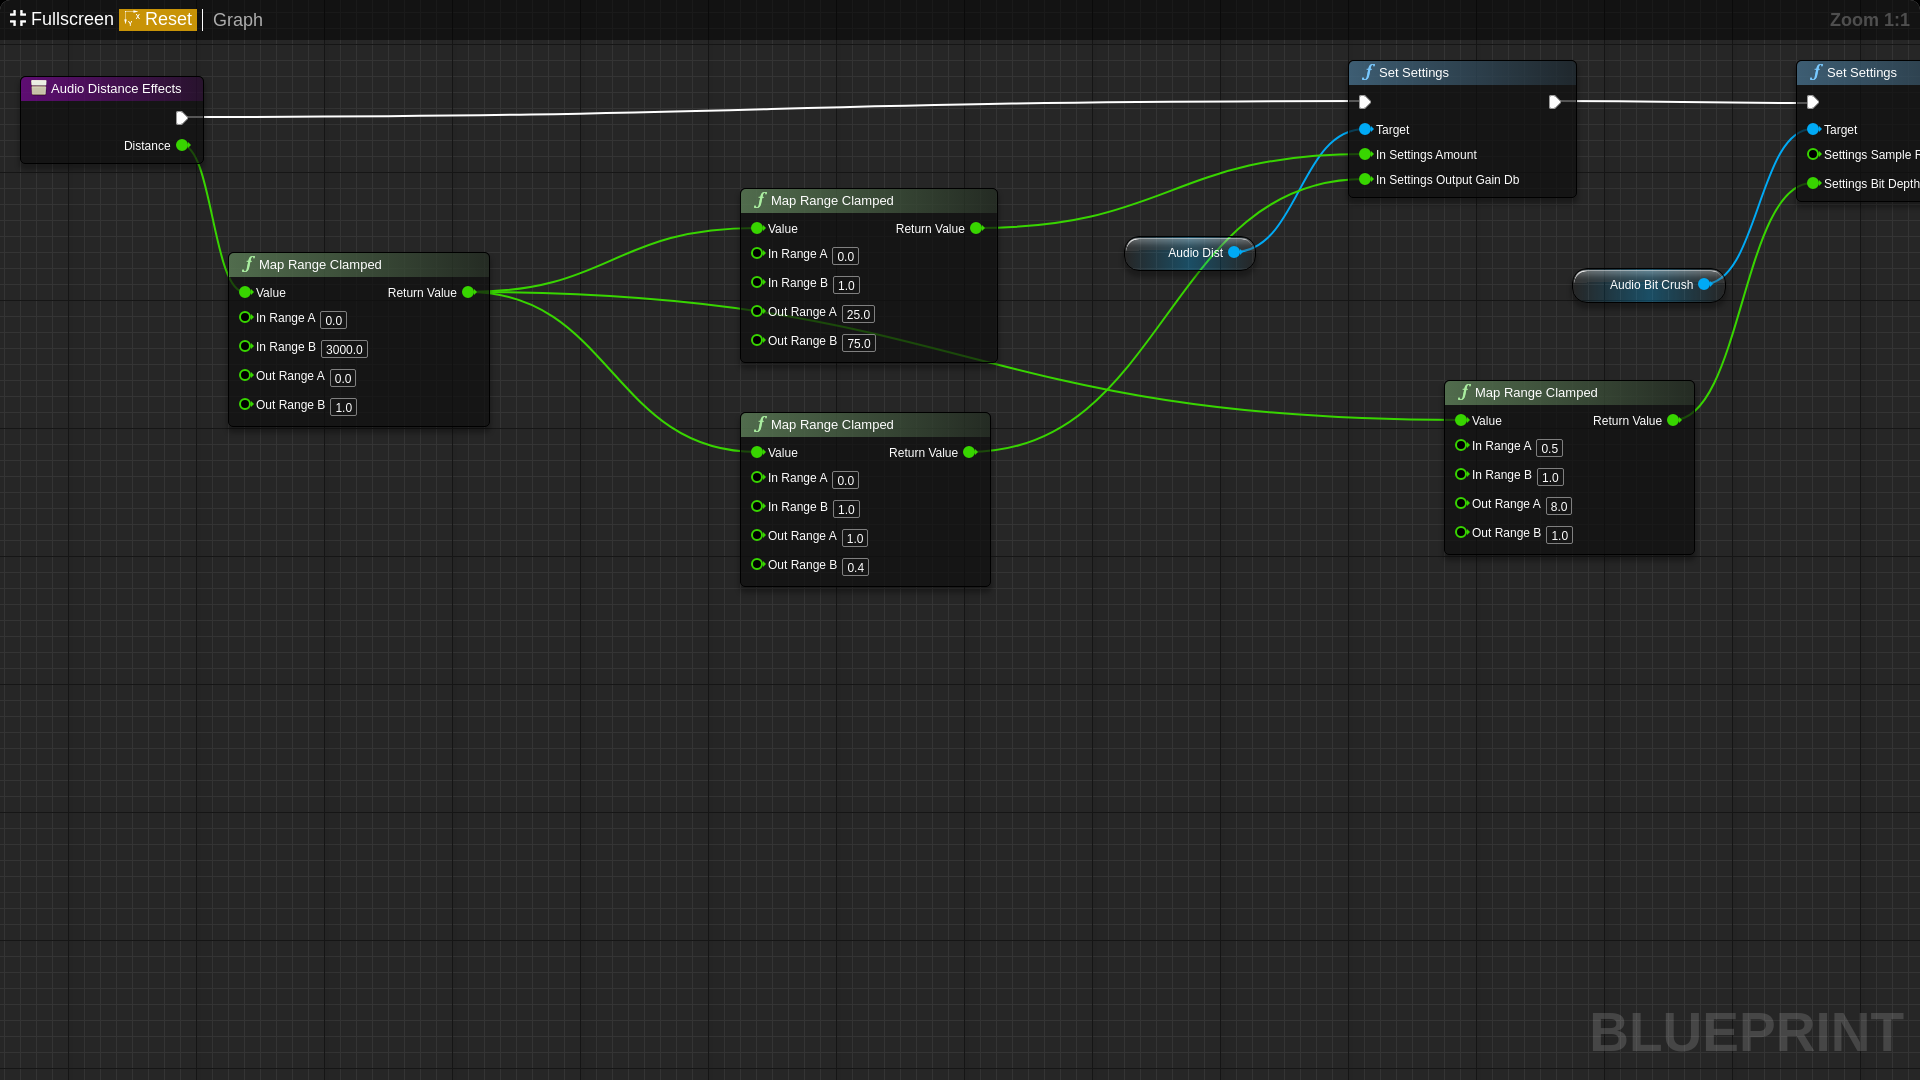 Fullscreen Reset Graph
Zoom 1:1
Audio Distance Effects
Distance
Map Range Clamped
Value Return Value
In Range A 0.0
In Range B 3000.0
Out Range A 0.0
Out Range B 1.0
Map Range Clamped
Value Return Value
In Range A 0.0
In Range B 1.0
Out Range A 25.0
Out Range B 75.0
Map Range Clamped
Value Return Value
In Range A 0.0
In Range B 1.0
Out Range A 1.0
Out Range B 0.4
Audio Dist
Set Settings
Target
In Settings Amount
In Settings Output Gain Db
Audio Bit Crush
Map Range Clamped
Value Return Value
In Range A 0.5
In Range B 1.0
Out Range A 8.0
Out Range B 1.0
Set Settings
Target
Settings Sample
Settings Bit Depth
BLUEPRINT